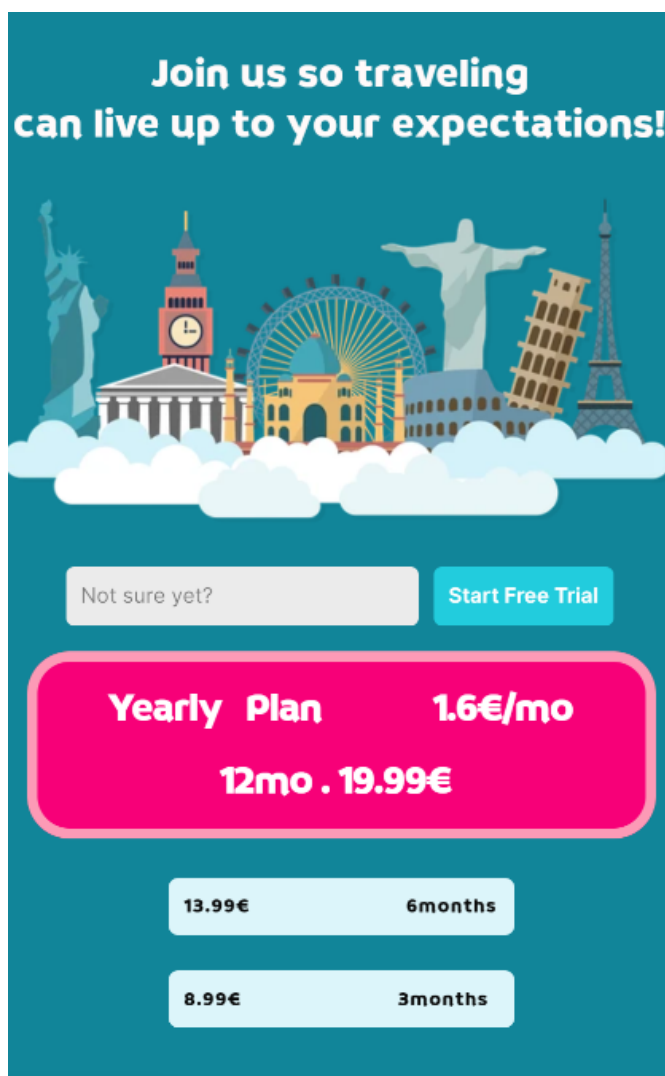 Join us so traveling
can live up to your expectations!
Not sure yet?
Start Free Trial
Yearly Plan 1.6€/mo
12mo . 19.99€
13.99€ 6months
8.99€ 3months